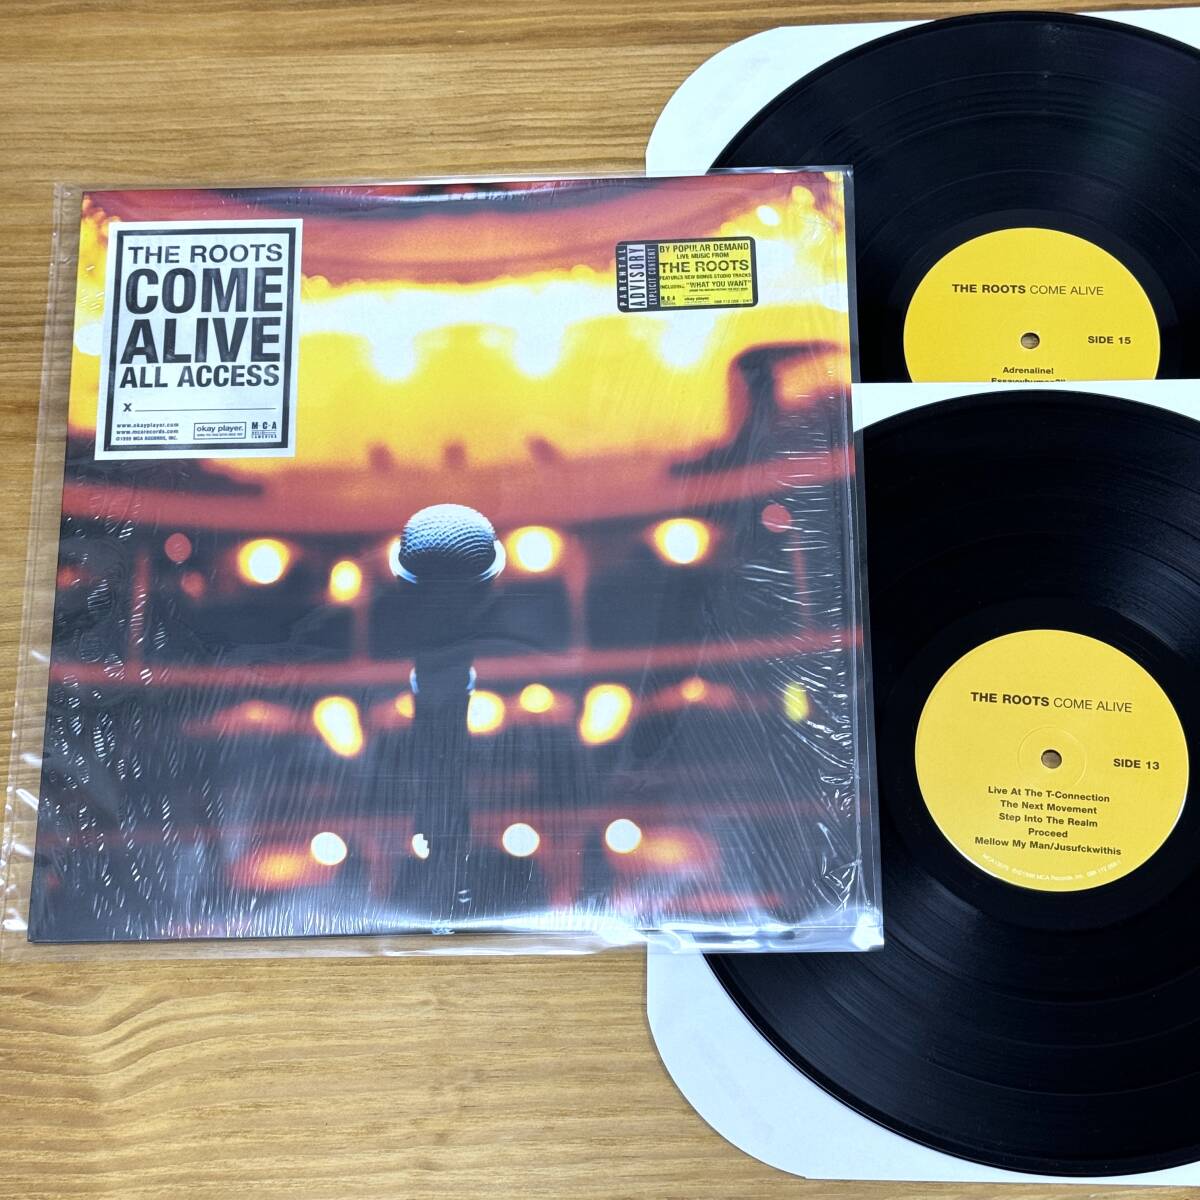 THE ROOTS
COME
ALIVE
ALL ACCESS
X
www.okayplayer.com
www.mcarecords.com
©1999 MCA RECORDS, INC.
okay player.
M·C·A
PARENTAL
ADVISORY
EXPLICIT CONTENT
BY POPULAR DEMAND
LIVE MUSIC FROM
THE ROOTS
FEATURES NEW BONUS STUDIO TRACKS
INCLUDING "WHAT YOU WANT"
M·C·A
okay player.
THE ROOTS COME ALIVE
SIDE 15
Adrenaline!
THE ROOTS COME ALIVE
SIDE 13
Live At The T-Connection
The Next Movement
Step Into The Realm
Proceed
Mellow My Man/Jusufckwithis